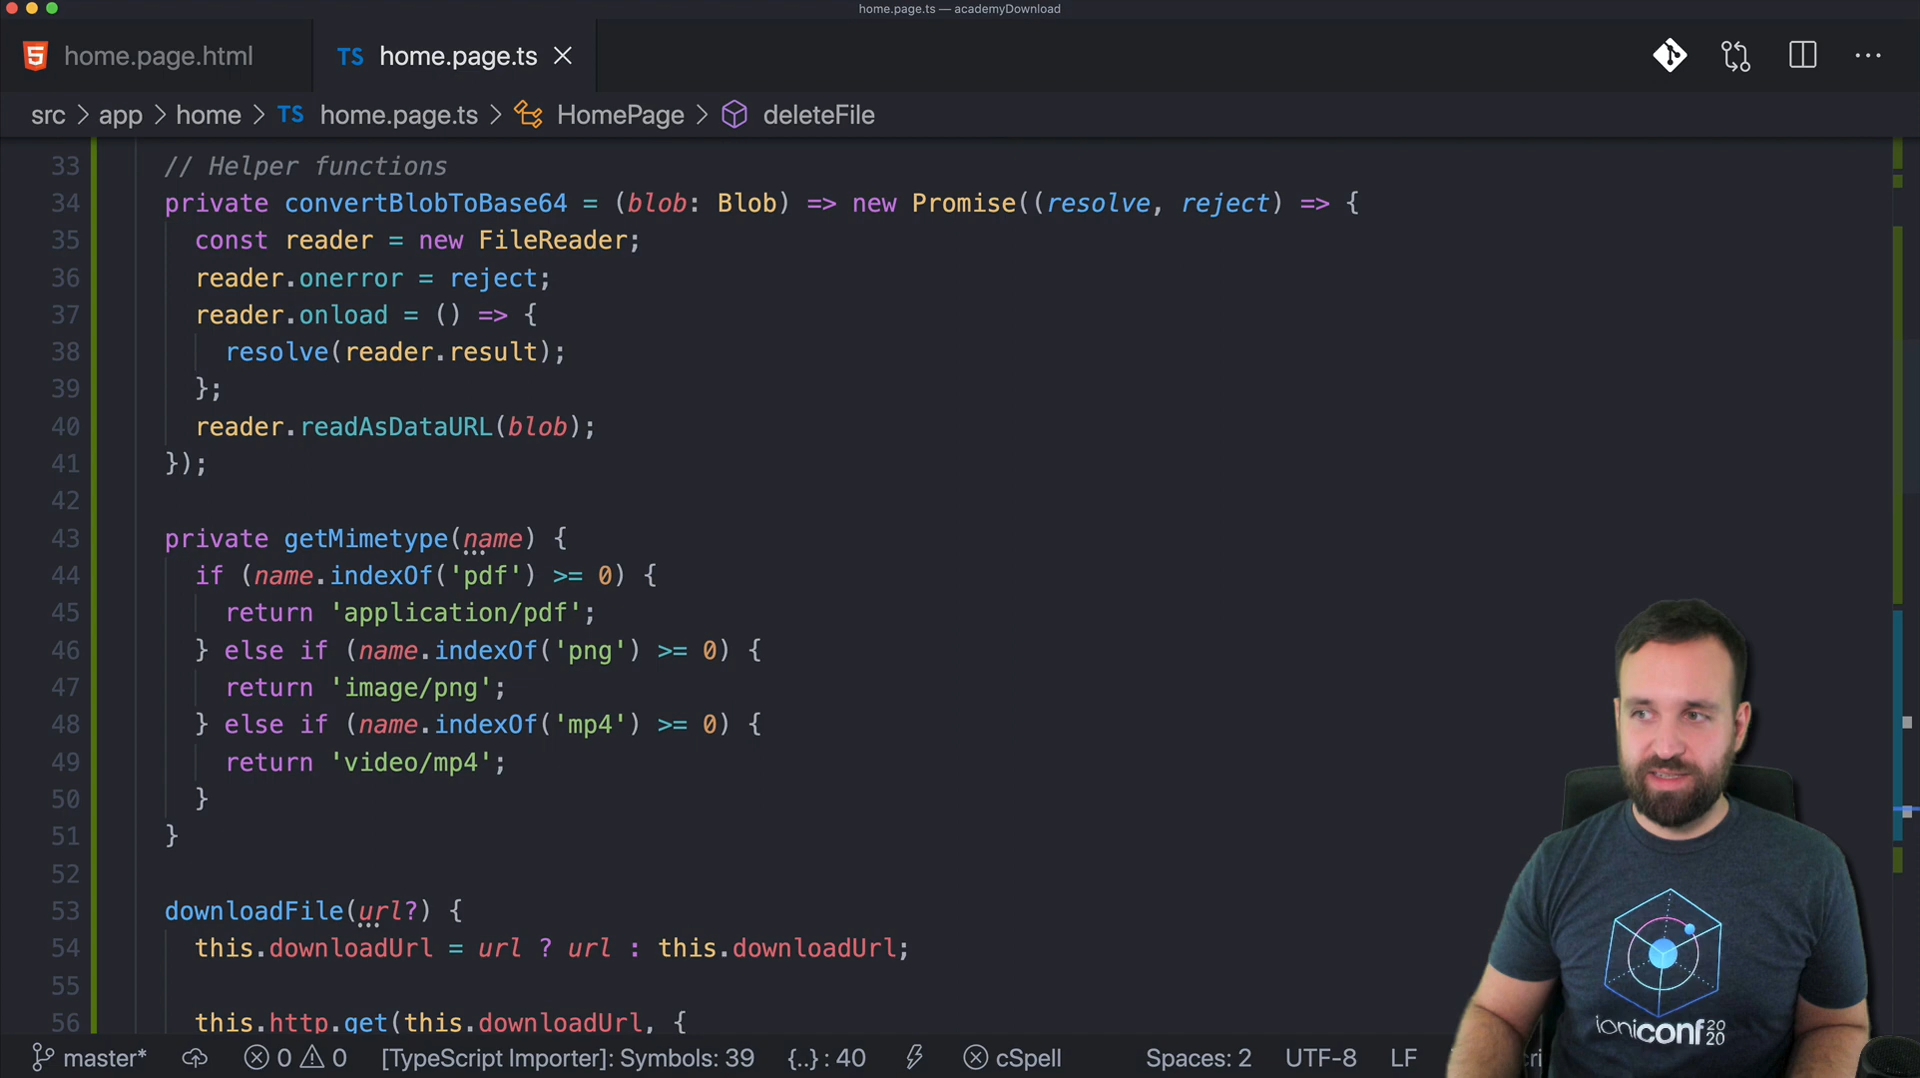 home.page.ts — academyDownload
home.page.html
TS home.page.ts
src > app > home > TS home.page.ts > HomePage > deleteFile
33 // Helper functions
34 private convertBlobToBase64 = (blob: Blob) => new Promise((resolve, reject) => {
35 const reader = new FileReader;
36 reader.onerror = reject;
37 reader.onload = () => {
38 resolve(reader.result);
39 };
40 reader.readAsDataURL(blob);
41 });
42
43 private getMimetype(name) {
44 if (name.indexOf('pdf') >= 0) {
45 return 'application/pdf';
46 } else if (name.indexOf('png') >= 0) {
47 return 'image/png';
48 } else if (name.indexOf('mp4') >= 0) {
49 return 'video/mp4';
50 }
51 }
52
53 downloadFile(url?) {
54 this.downloadUrl = url ? url : this.downloadUrl;
55
56 this.http.get(this.downloadUrl, {
ioniconf 2020
master* 0 0 [TypeScript Importer]: Symbols: 39 {..} : 40 cSpell Spaces: 2 UTF-8 LF